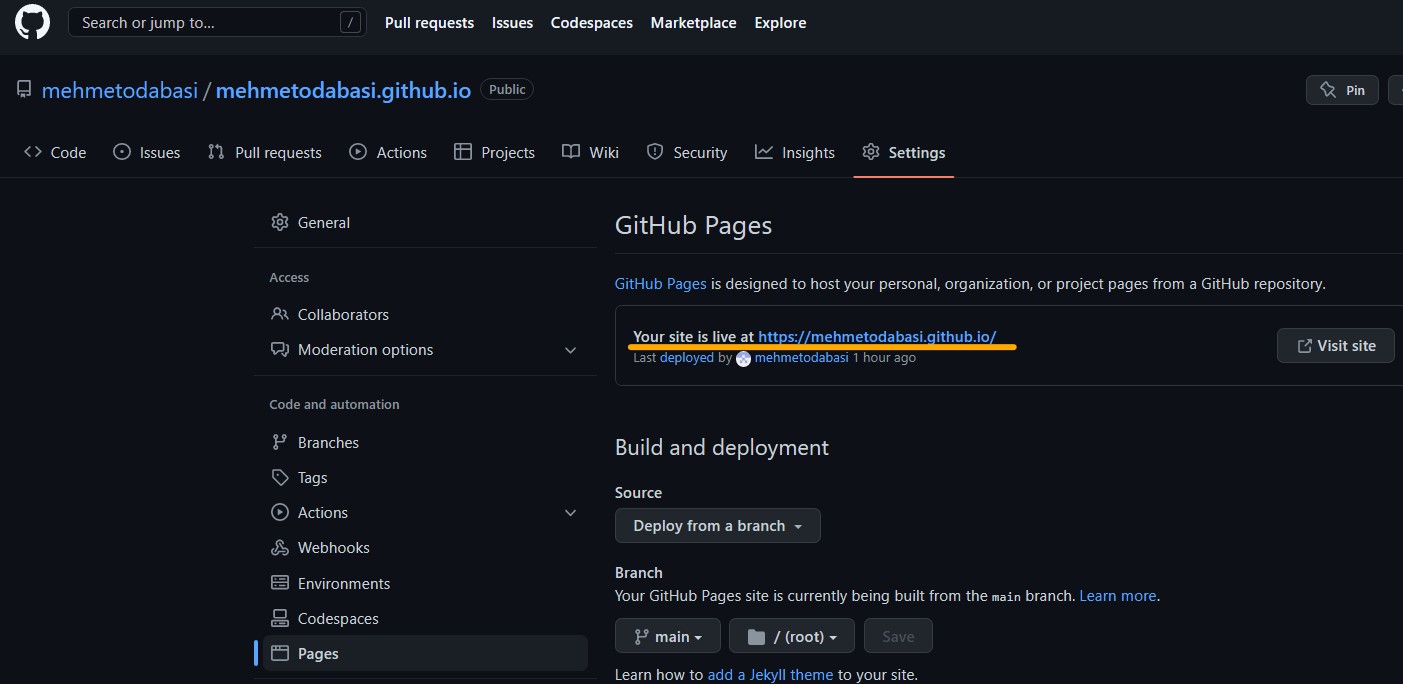 Search or jump to... /
Pull requests Issues Codespaces Marketplace Explore
mehmetodabasi / mehmetodabasi.github.io Public
Pin
Code Issues Pull requests Actions Projects Wiki Security Insights Settings
General
Access
Collaborators
Moderation options
Code and automation
Branches
Tags
Actions
Webhooks
Environments
Codespaces
Pages
GitHub Pages
GitHub Pages is designed to host your personal, organization, or project pages from a GitHub repository.
Your site is live at https://mehmetodabasi.github.io/
Last deployed by mehmetodabasi 1 hour ago
Visit site
Build and deployment
Source
Deploy from a branch
Branch
Your GitHub Pages site is currently being built from the main branch. Learn more.
main / (root) Save
Learn how to add a Jekyll theme to your site.